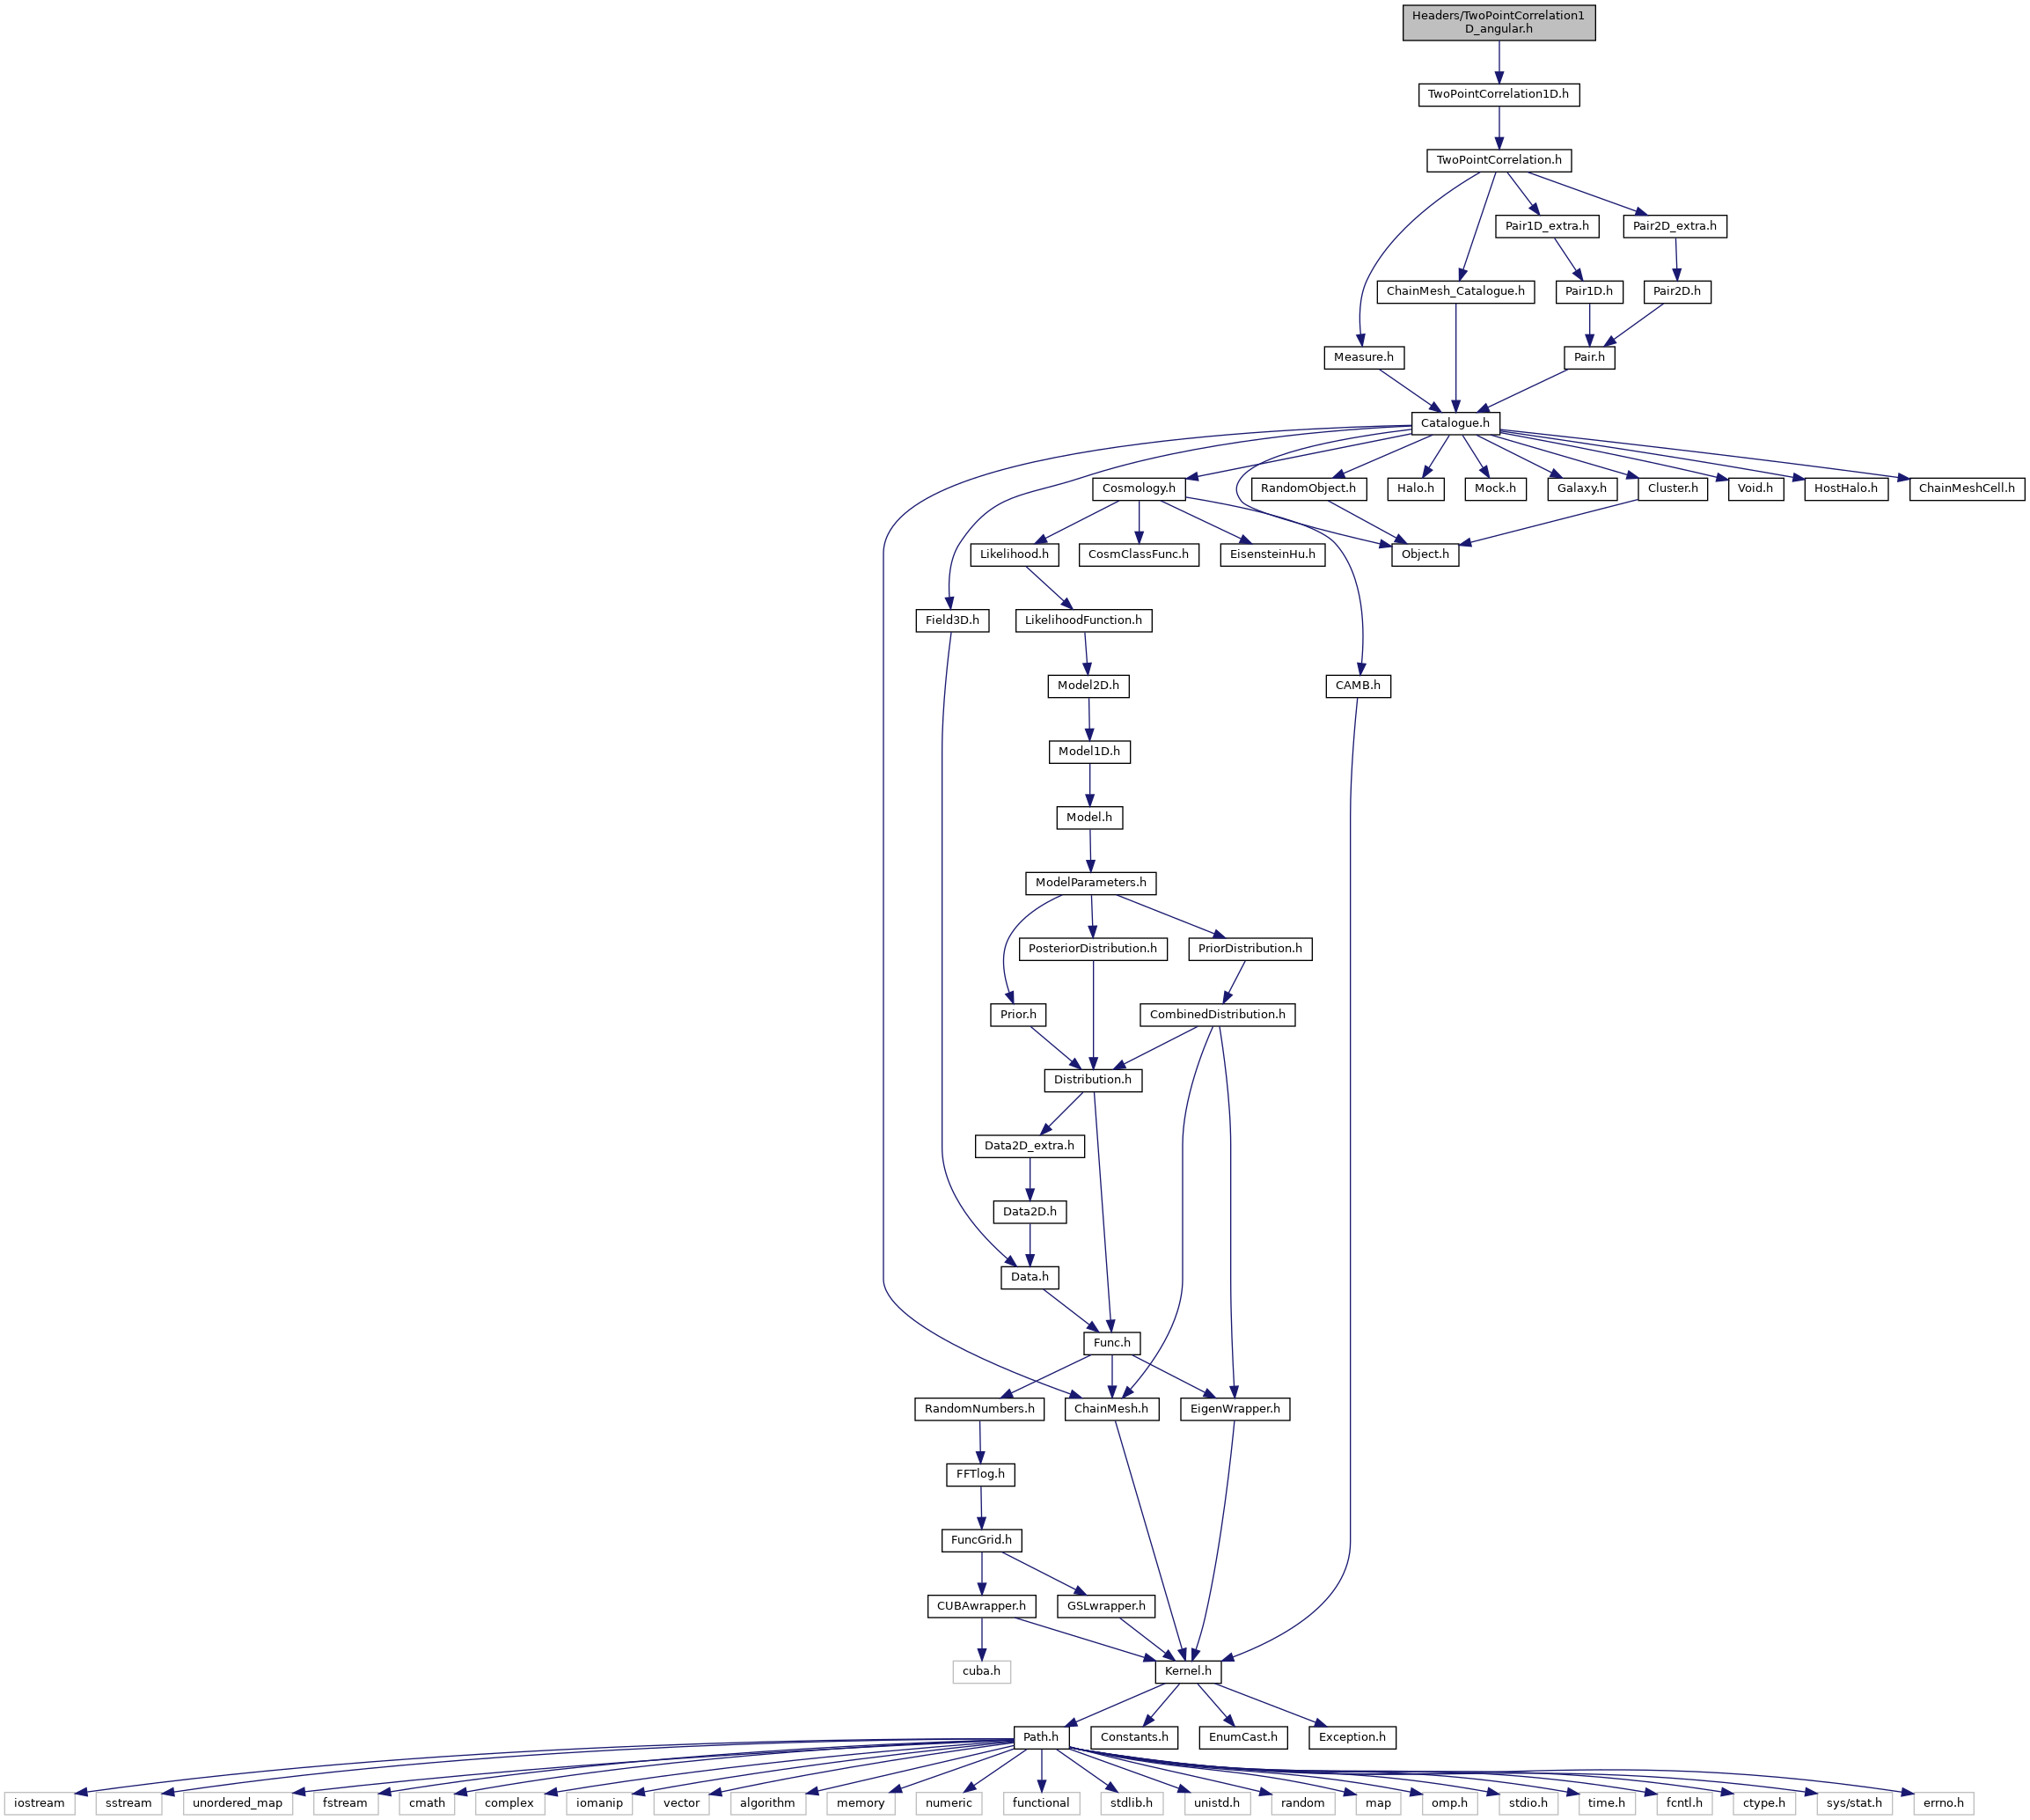 Headers/TwoPointCorrelation1
D_angular.h
TwoPointCorrelation1D.h
TwoPointCorrelation.h
Pair1D_extra.h
Pair2D_extra.h
ChainMesh_Catalogue.h
Pair1D.h
Pair2D.h
Measure.h
Pair.h
Catalogue.h
Cosmology.h
RandomObject.h
Halo.h
Mock.h
Galaxy.h
Cluster.h
Void.h
HostHalo.h
ChainMeshCell.h
Likelihood.h
CosmClassFunc.h
EisensteinHu.h
Object.h
Field3D.h
LikelihoodFunction.h
Model2D.h
CAMB.h
Model1D.h
Model.h
ModelParameters.h
PosteriorDistribution.h
PriorDistribution.h
Prior.h
CombinedDistribution.h
Distribution.h
Data2D_extra.h
Data2D.h
Data.h
Func.h
RandomNumbers.h
ChainMesh.h
EigenWrapper.h
FFTlog.h
FuncGrid.h
CUBAwrapper.h
GSLwrapper.h
cuba.h
Kernel.h
Path.h
Constants.h
EnumCast.h
Exception.h
iostream
sstream
unordered_map
fstream
cmath
complex
iomanip
vector
algorithm
memory
numeric
functional
stdlib.h
unistd.h
random
map
omp.h
stdio.h
time.h
fcntl.h
ctype.h
sys/stat.h
errno.h